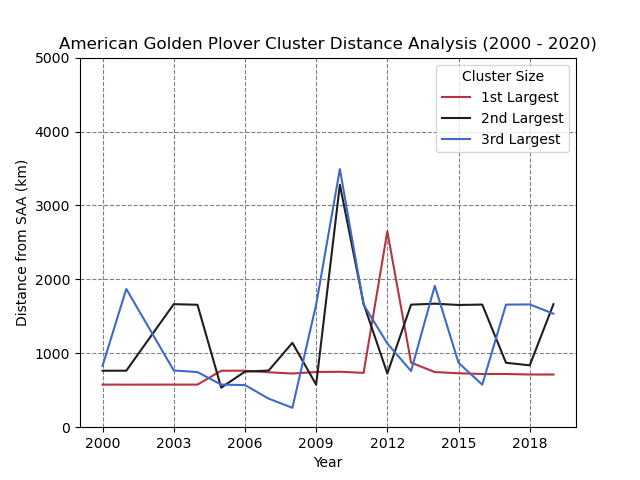 American Golden Plover Cluster Distance Analysis (2000 - 2020)
5000
4000
3000
2000
1000
0
Distance from SAA (km)
Cluster Size
1st Largest
2nd Largest
3rd Largest
2000 2003 2006 2009 2012 2015 2018
Year